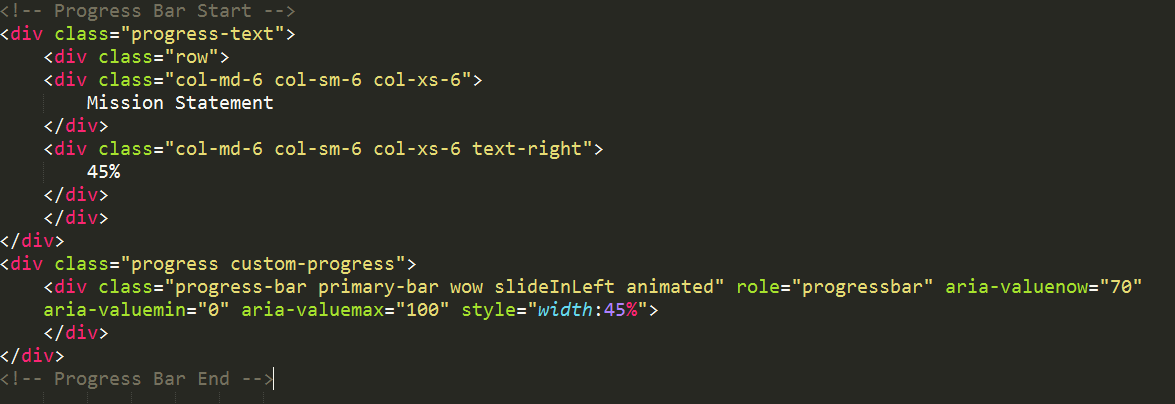 <!-- Progress Bar Start -->
<div class="progress-text">
    <div class="row">
    <div class="col-md-6 col-sm-6 col-xs-6">
        Mission Statement
    </div>
    <div class="col-md-6 col-sm-6 col-xs-6 text-right">
        45%
    </div>
    </div>
</div>
<div class="progress custom-progress">
    <div class="progress-bar primary-bar wow slideInLeft animated" role="progressbar" aria-valuenow="70"
    aria-valuemin="0" aria-valuemax="100" style="width:45%">
    </div>
</div>
<!-- Progress Bar End -->